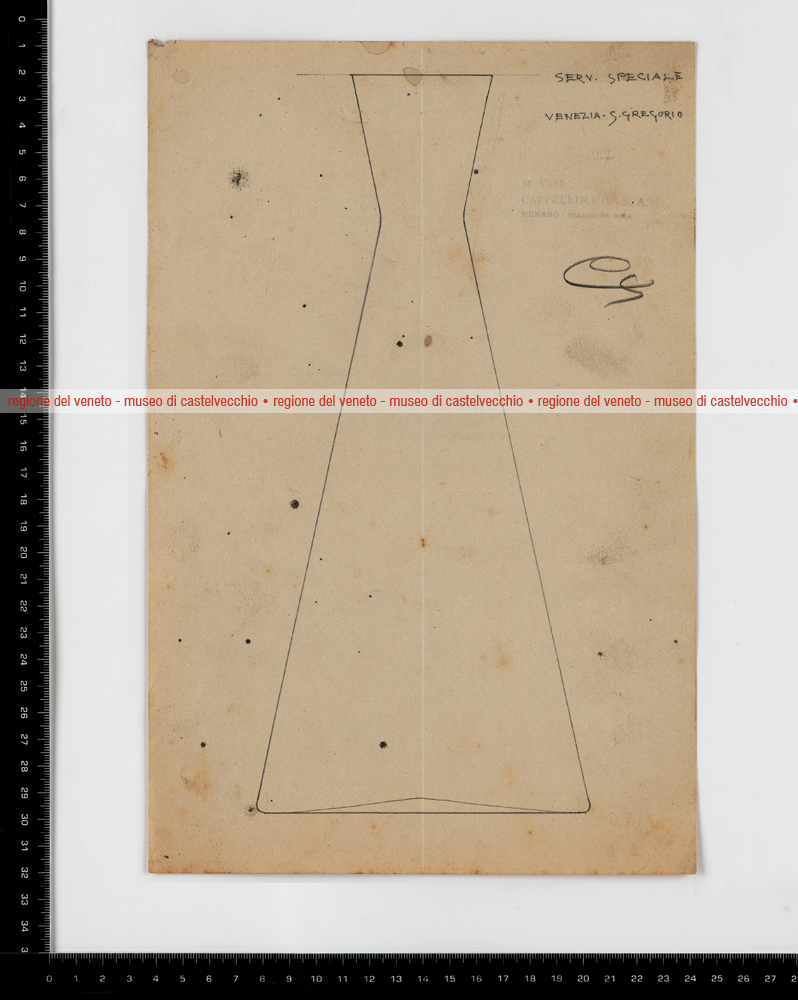 SERV. SPECIALE
VENEZIA - S. GREGORIO
M. V. M.
CAPPELLIN & C. S.A.
MURANO -
regione del veneto - museo di castelvecchio • regione del veneto - museo di castelvecchio • regione del veneto - museo di castelvecchio •
0 1 2 3 4 5 6 7 8 9 10 11 12 13 14 15 16 17 18 19 20 21 22 23 24 25 26 27 28 29 30 31 32 33 34 3
0 1 2 3 4 5 6 7 8 9 10 11 12 13 14 15 16 17 18 19 20 21 22 23 24 25 26 27 2